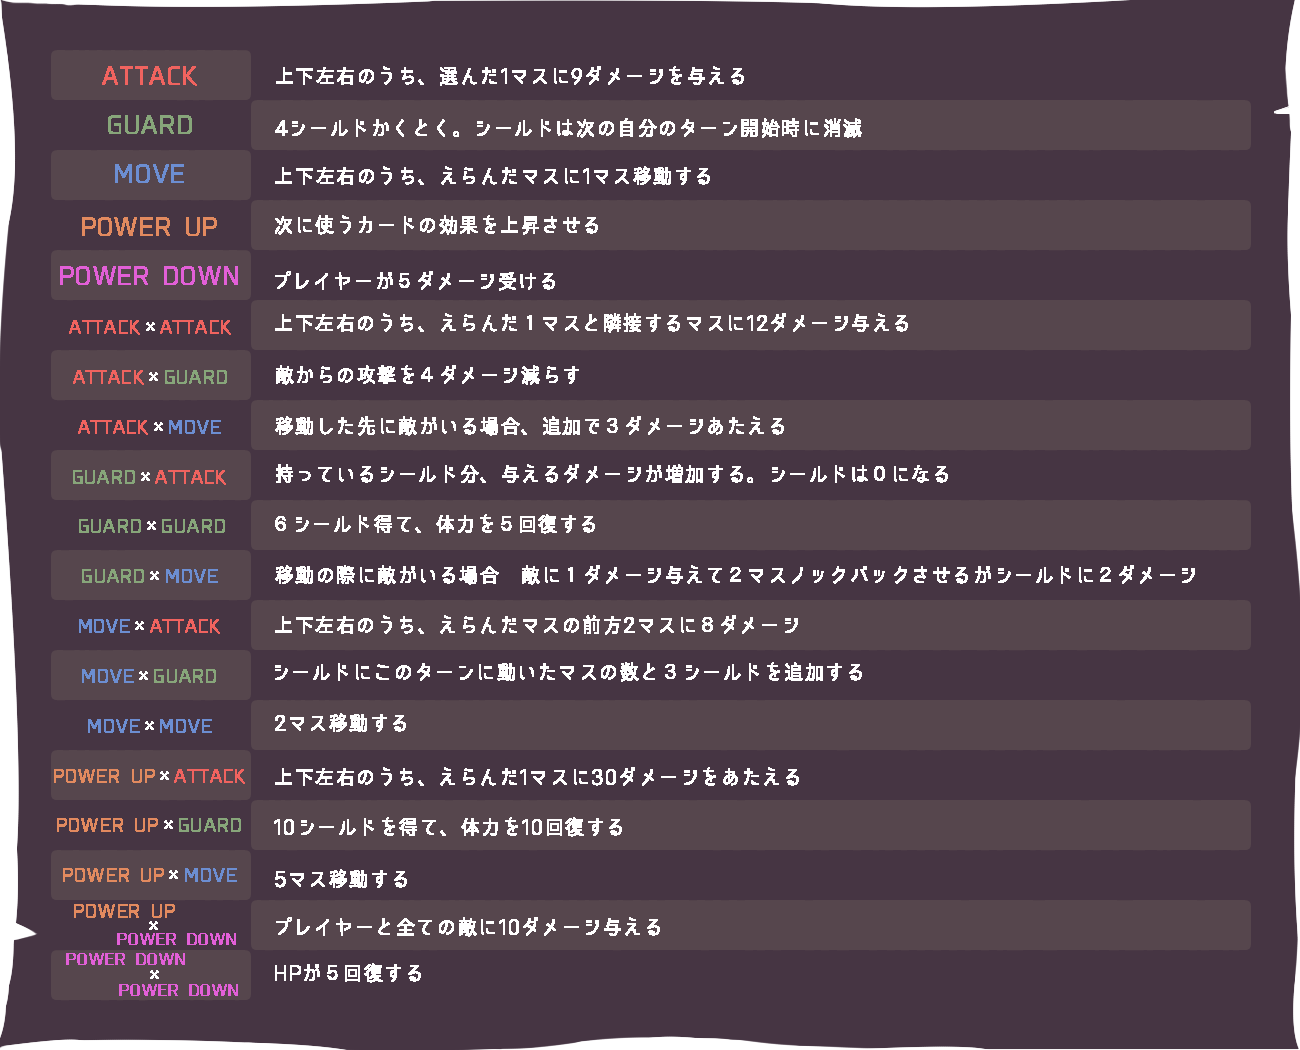 ATTACK 上下左右のうち、選んだ1マスに9ダメージを与える
GUARD 4シールドかくとく。シールドは次の自分のターン開始時に消滅
MOVE 上下左右のうち、えらんだマスに1マス移動する
POWER UP 次に使うカードの効果を上昇させる
POWER DOWN プレイヤーが５ダメージ受ける
ATTACK×ATTACK 上下左右のうち、えらんだ１マスと隣接するマスに12ダメージ与える
ATTACK×GUARD 敵からの攻撃を４ダメージ減らす
ATTACK×MOVE 移動した先に敵がいる場合、追加で３ダメージあたえる
GUARD×ATTACK 持っているシールド分、与えるダメージが増加する。シールドは０になる
GUARD×GUARD ６シールド得て、体力を５回復する
GUARD×MOVE 移動の際に敵がいる場合　敵に１ダメージ与えて２マスノックバックさせるがシールドに２ダメージ
MOVE×ATTACK 上下左右のうち、えらんだマスの前方2マスに８ダメージ
MOVE×GUARD シールドにこのターンに動いたマスの数と３シールドを追加する
MOVE×MOVE 2マス移動する
POWER UP×ATTACK 上下左右のうち、えらんだ1マスに30ダメージをあたえる
POWER UP×GUARD 10シールドを得て、体力を10回復する
POWER UP×MOVE 5マス移動する
POWER UP
×
POWER DOWN
プレイヤーと全ての敵に10ダメージ与える
POWER DOWN
×
POWER DOWN
HPが５回復する